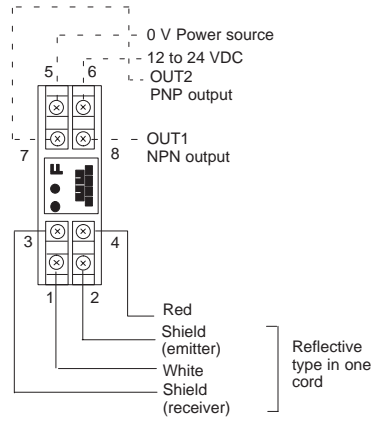 0 V Power source
12 to 24 VDC
OUT2
PNP output
5
6
OUT1
NPN output
7
8
3
4
1
2
Red
Shield
(emitter)
White
Shield
(receiver)
Reflective
type in one
cord